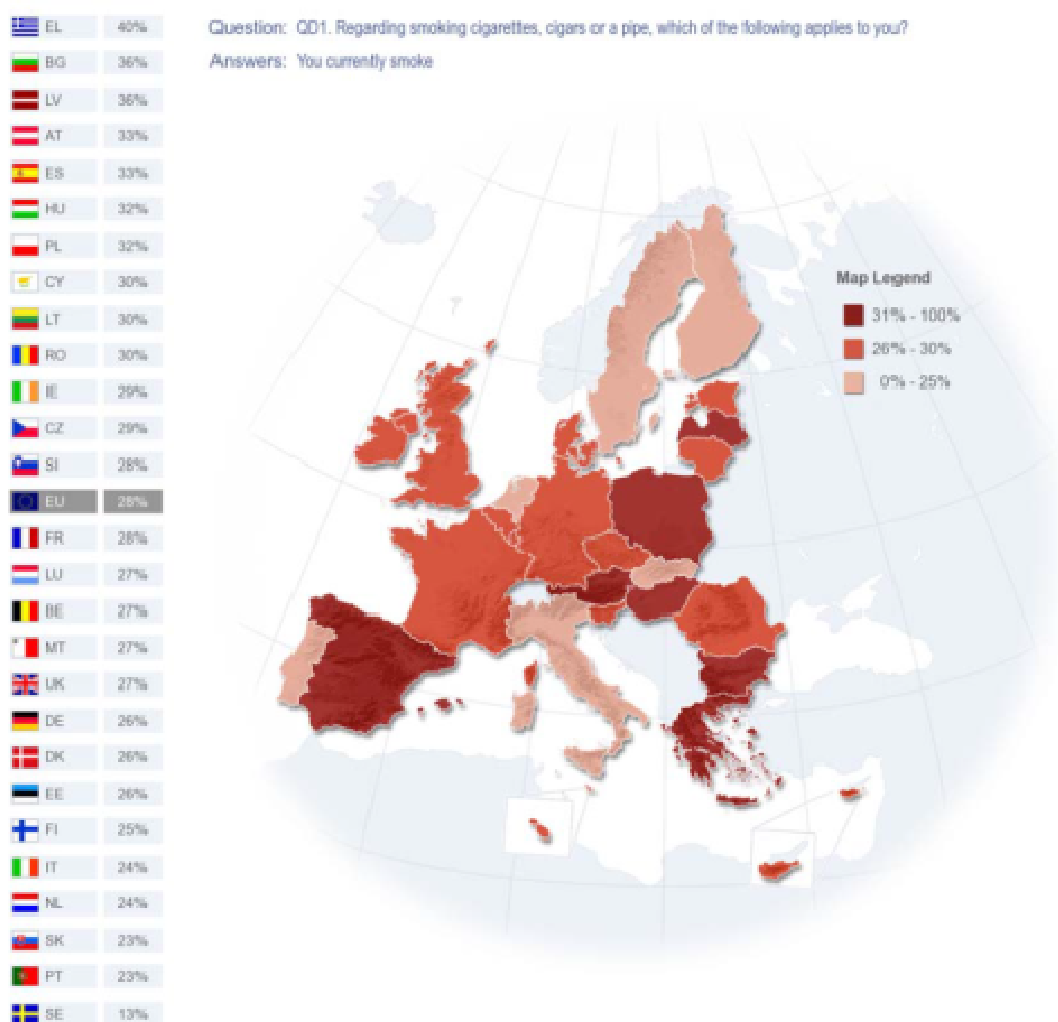 EL 40%
Question: QD1. Regarding smoking cigarettes, cigars or a pipe, which of the following applies to you?
BG 36%
Answers: You currently smoke
LV 36%
AT 33%
ES 33%
HU 32%
PL 32%
CY 30%
LT 30%
RO 30%
IE 29%
CZ 29%
SI 28%
EU 28%
FR 28%
LU 27%
BE 27%
MT 27%
UK 27%
DE 26%
DK 26%
EE 26%
FI 25%
IT 24%
NL 24%
SK 23%
PT 23%
SE 13%
Map Legend
31% - 100%
26% - 30%
0% - 25%